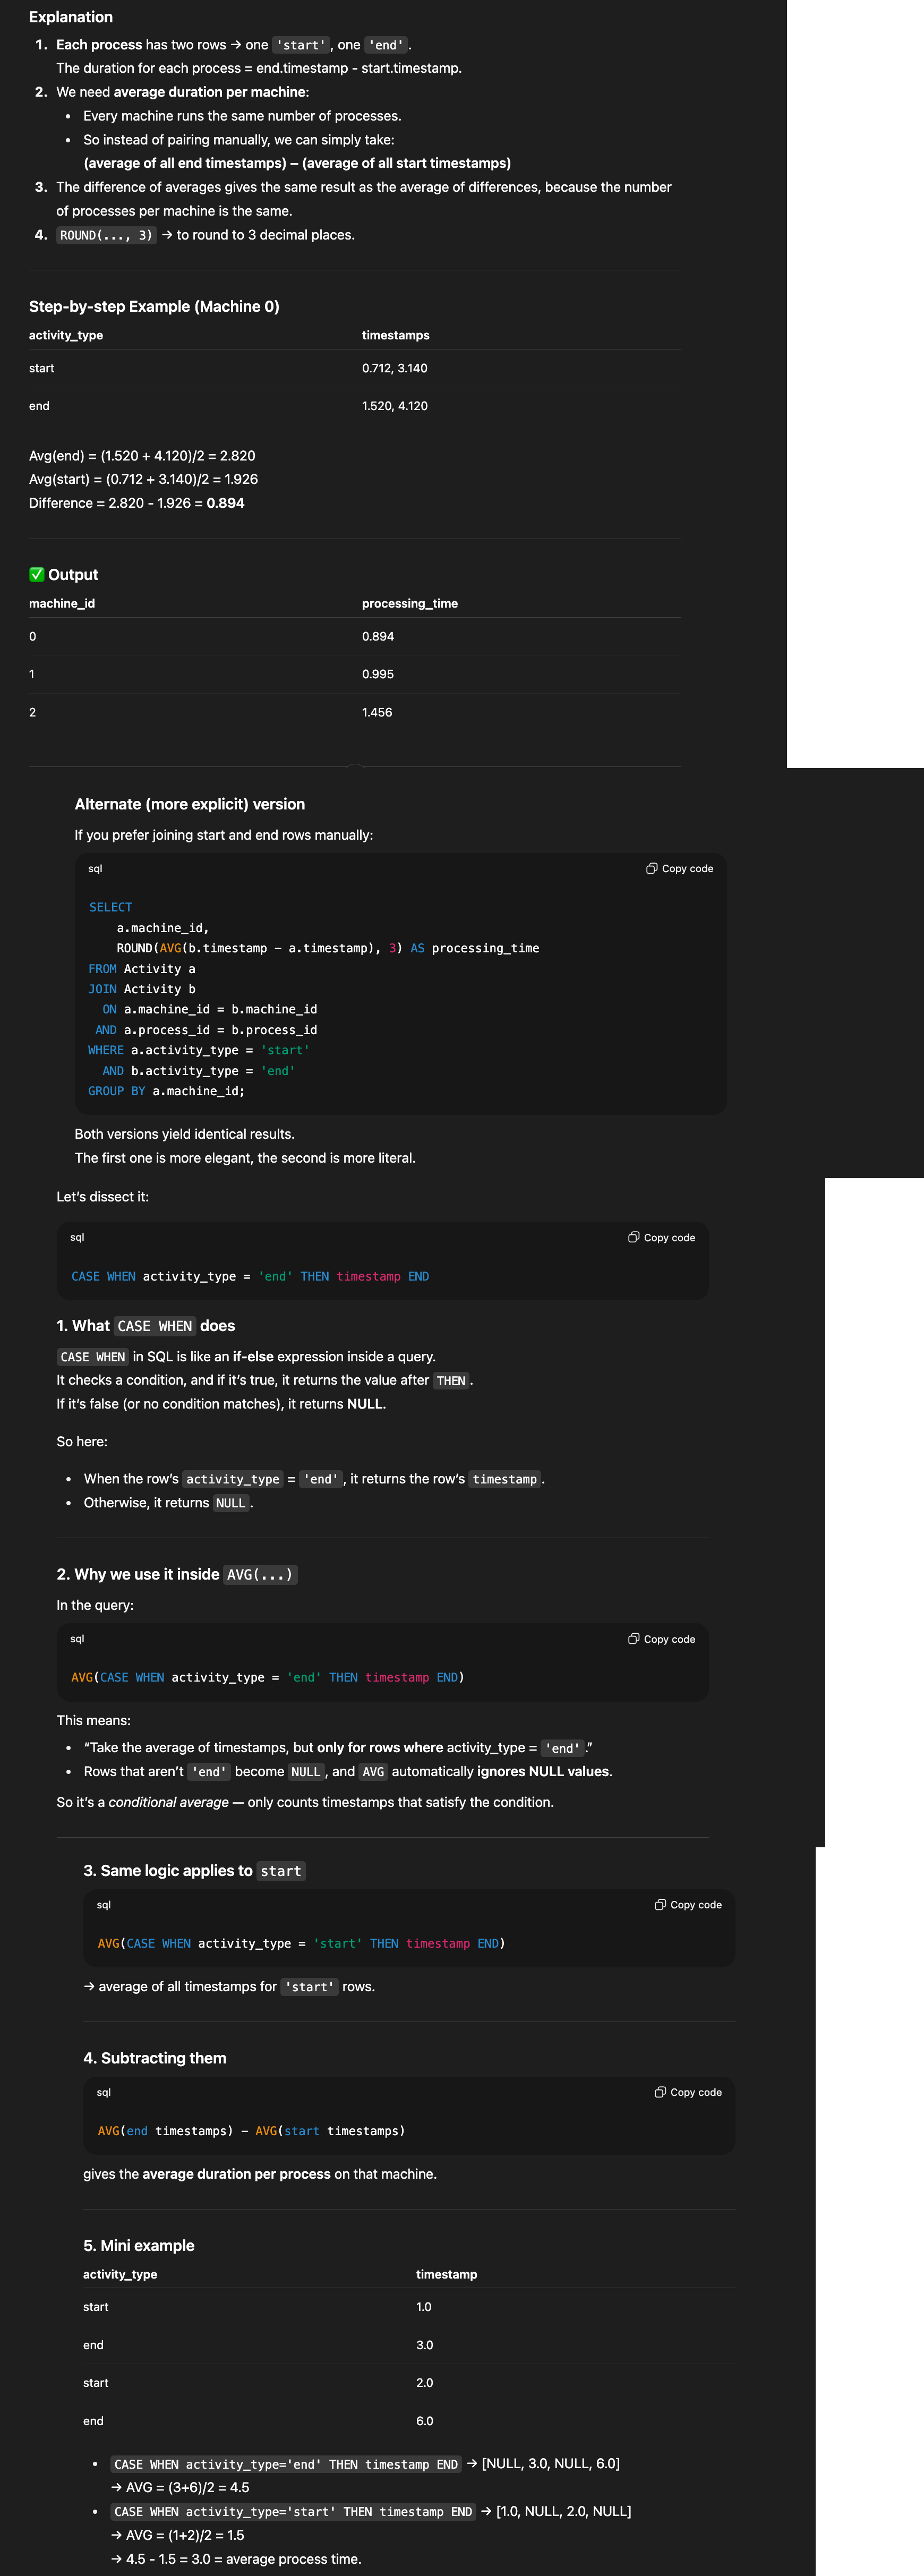 Explanation
1. Each process has two rows → one 'start', one 'end'.
The duration for each process = end.timestamp - start.timestamp.
2. We need average duration per machine:
• Every machine runs the same number of processes.
• So instead of pairing manually, we can simply take:
(average of all end timestamps) – (average of all start timestamps)
3. The difference of averages gives the same result as the average of differences, because the number
of processes per machine is the same.
4. ROUND(..., 3) → to round to 3 decimal places.
Step-by-step Example (Machine 0)
activity_type timestamps
start 0.712, 3.140
end 1.520, 4.120
Avg(end) = (1.520 + 4.120)/2 = 2.820
Avg(start) = (0.712 + 3.140)/2 = 1.926
Difference = 2.820 - 1.926 = 0.894
✅ Output
machine_id processing_time
0 0.894
1 0.995
2 1.456
Alternate (more explicit) version
If you prefer joining start and end rows manually:
sql Copy code
SELECT
a.machine_id,
ROUND(AVG(b.timestamp - a.timestamp), 3) AS processing_time
FROM Activity a
JOIN Activity b
ON a.machine_id = b.machine_id
AND a.process_id = b.process_id
WHERE a.activity_type = 'start'
AND b.activity_type = 'end'
GROUP BY a.machine_id;
Both versions yield identical results.
The first one is more elegant, the second is more literal.
Let’s dissect it:
sql Copy code
CASE WHEN activity_type = 'end' THEN timestamp END
1. What CASE WHEN does
CASE WHEN in SQL is like an if-else expression inside a query.
It checks a condition, and if it’s true, it returns the value after THEN.
If it’s false (or no condition matches), it returns NULL.
So here:
• When the row’s activity_type = 'end', it returns the row’s timestamp.
• Otherwise, it returns NULL.
2. Why we use it inside AVG(...)
In the query:
sql Copy code
AVG(CASE WHEN activity_type = 'end' THEN timestamp END)
This means:
• “Take the average of timestamps, but only for rows where activity_type = 'end'.”
• Rows that aren’t 'end' become NULL, and AVG automatically ignores NULL values.
So it’s a conditional average — only counts timestamps that satisfy the condition.
3. Same logic applies to start
sql Copy code
AVG(CASE WHEN activity_type = 'start' THEN timestamp END)
→ average of all timestamps for 'start' rows.
4. Subtracting them
sql Copy code
AVG(end timestamps) - AVG(start timestamps)
gives the average duration per process on that machine.
5. Mini example
activity_type timestamp
start 1.0
end 3.0
start 2.0
end 6.0
• CASE WHEN activity_type='end' THEN timestamp END → [NULL, 3.0, NULL, 6.0]
→ AVG = (3+6)/2 = 4.5
• CASE WHEN activity_type='start' THEN timestamp END → [1.0, NULL, 2.0, NULL]
→ AVG = (1+2)/2 = 1.5
→ 4.5 - 1.5 = 3.0 = average process time.